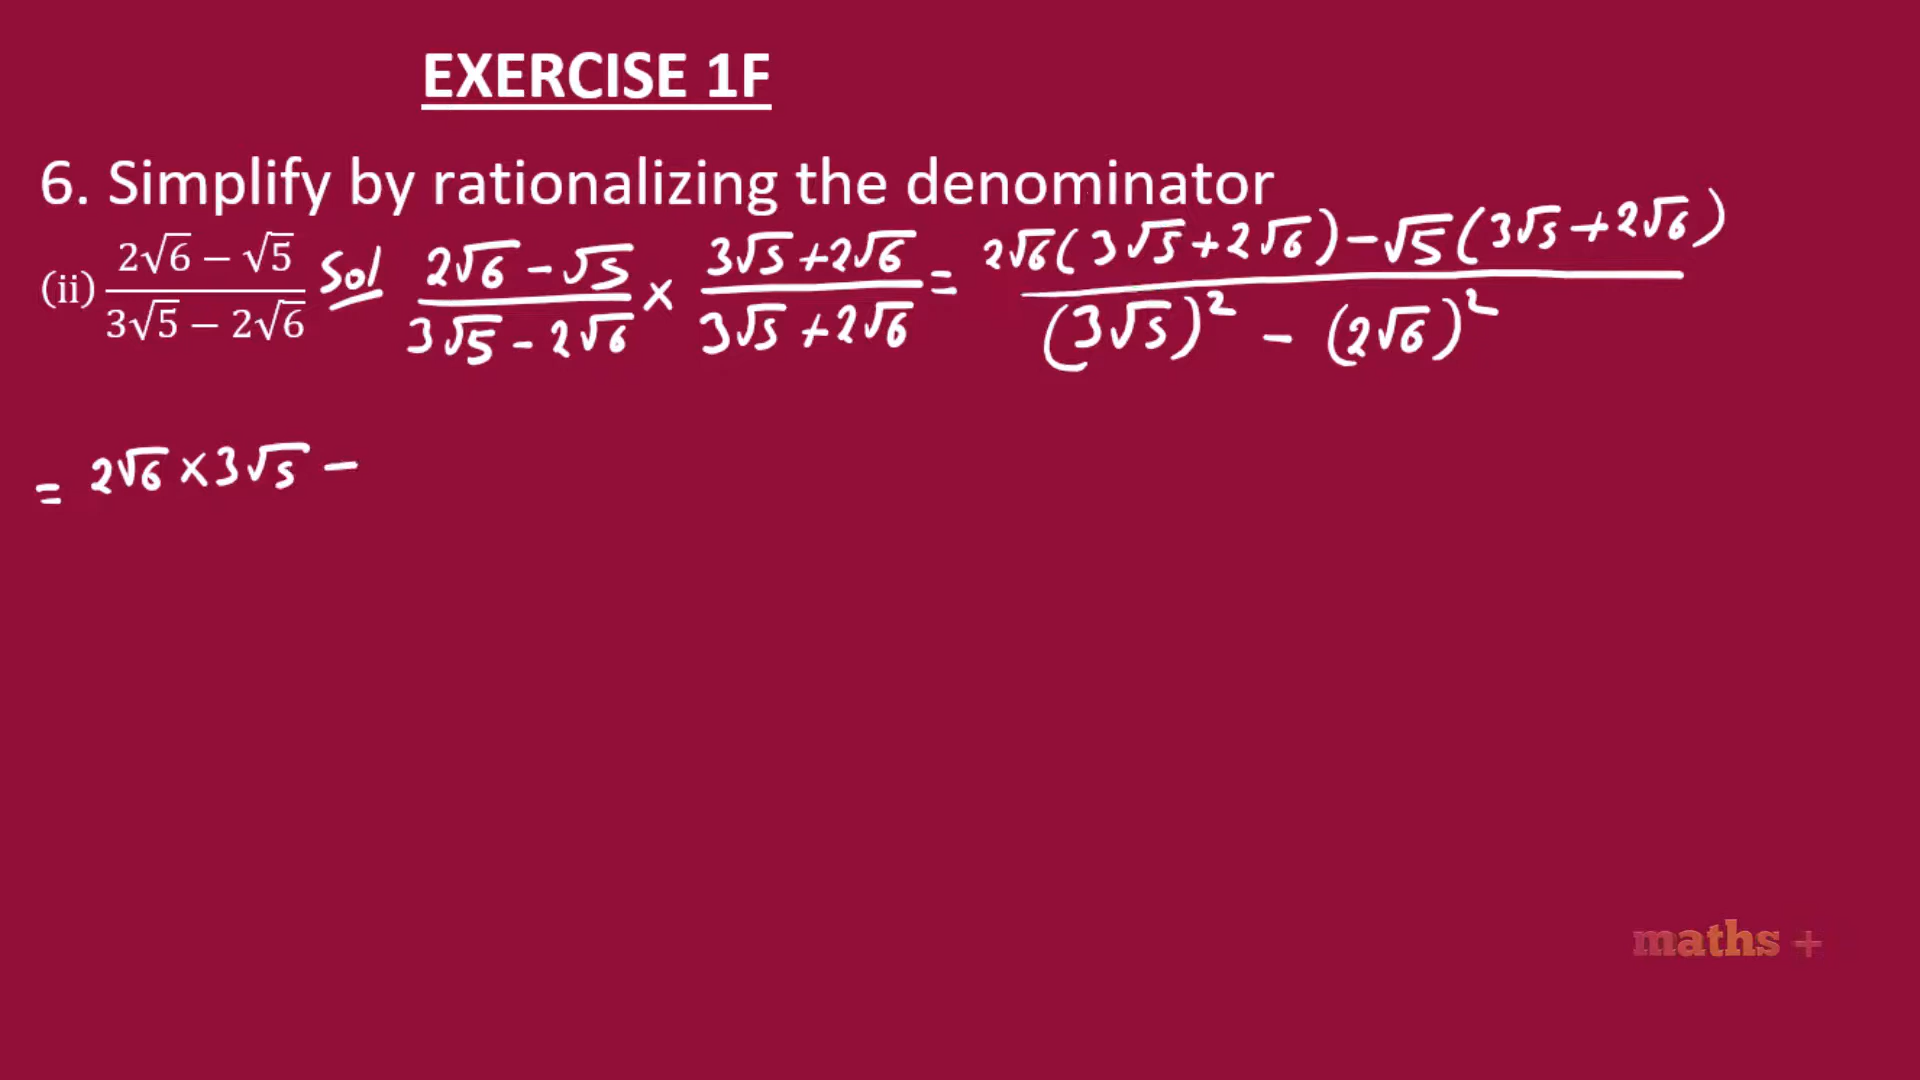 EXERCISE 1F
6. Simplify by rationalizing the denominator
(ii) (2√6 − √5)/(3√5 − 2√6) Sol (2√6 − √5)/(3√5 − 2√6) × (3√5 + 2√6)/(3√5 + 2√6) = (2√6(3√5 + 2√6) − √5(3√5 + 2√6))/((3√5)² − (2√6)²)
= 2√6 × 3√5 −
maths +